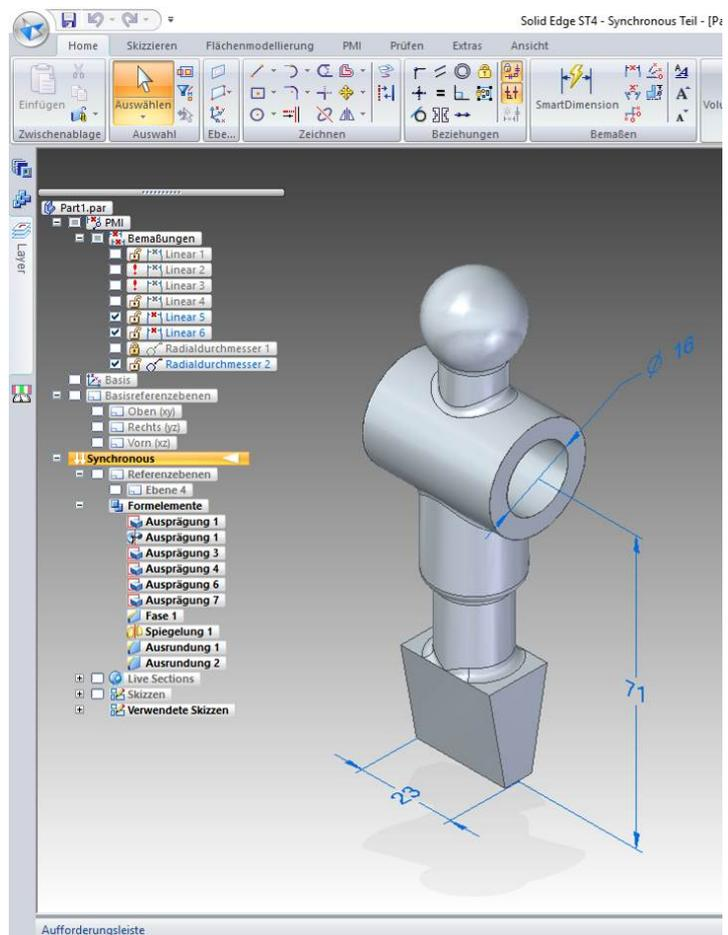 Solid Edge ST4 - Synchronous Teil - [Pa
Home Skizzieren Flächenmodellierung PMI Prüfen Extras Ansicht
Einfügen Auswählen SmartDimension Volu
Zwischenablage Auswahl Ebe... Zeichnen Beziehungen Bemaßen
Layer
Part1.par
PMI
Bemaßungen
Linear 1
Linear 2
Linear 3
Linear 4
Linear 5
Linear 6
Radialdurchmesser 1
Radialdurchmesser 2
Basis
Basisreferenzebenen
Oben (xy)
Rechts (yz)
Vorn (xz)
Synchronous
Referenzebenen
Ebene 4
Formelemente
Ausprägung 1
Ausprägung 1
Ausprägung 3
Ausprägung 4
Ausprägung 6
Ausprägung 7
Fase 1
Spiegelung 1
Ausrundung 1
Ausrundung 2
Live Sections
Skizzen
Verwendete Skizzen
Ø 16
71
23
Aufforderungsleiste